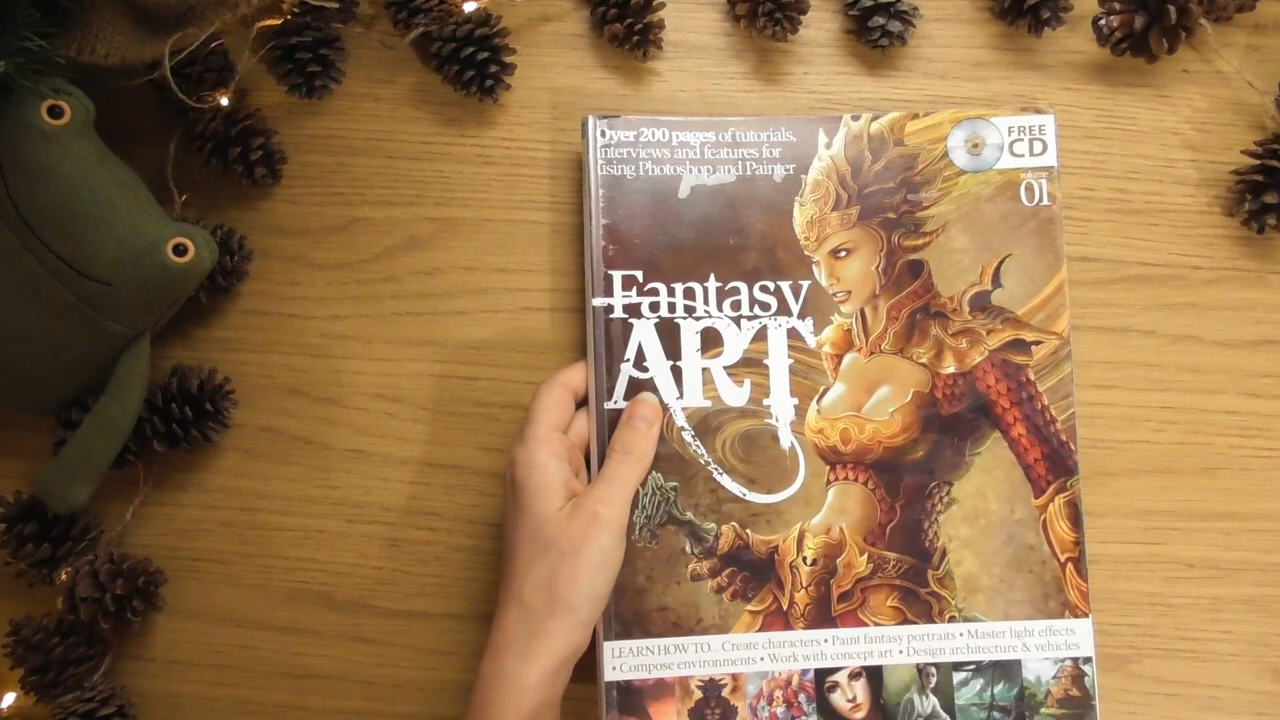 Over 200 pages of tutorials,
interviews and features for
using Photoshop and Painter
FREE
CD
volume
01
Fantasy
ART
LEARN HOW TO... Create characters • Paint fantasy portraits • Master light effects
• Compose environments • Work with concept art • Design architecture & vehicles